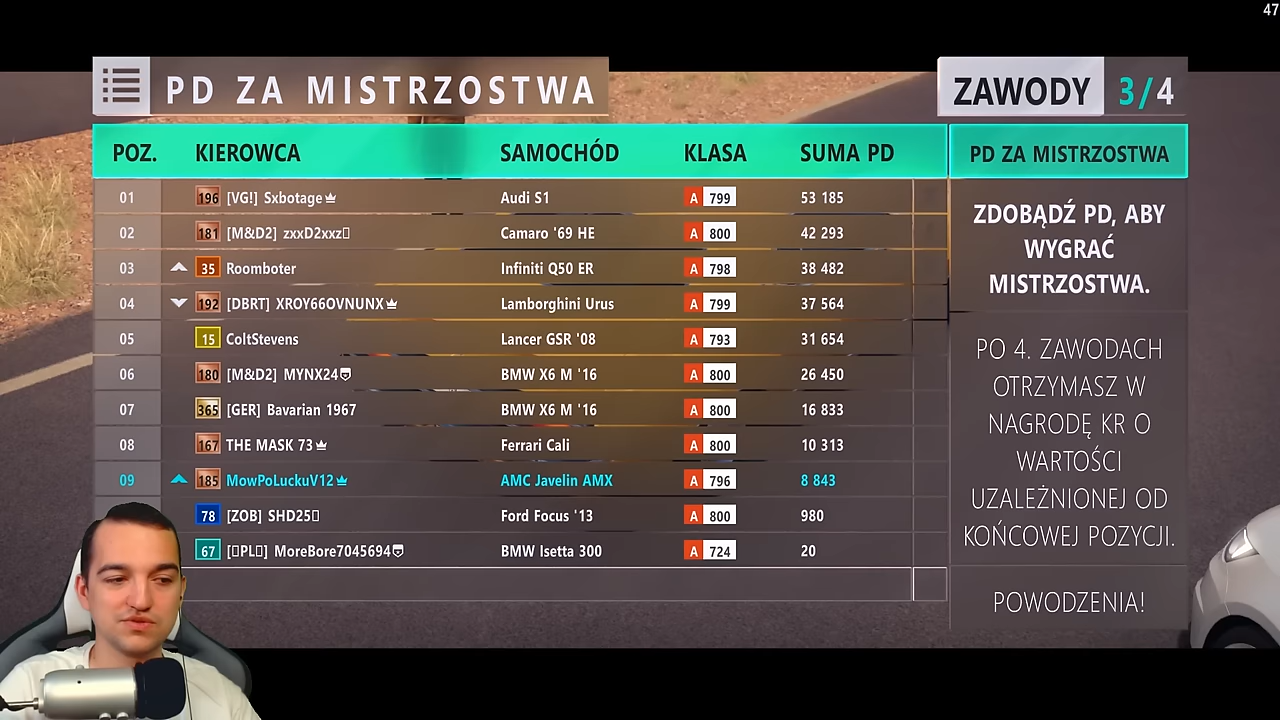 47
PD ZA MISTRZOSTWA
ZAWODY 3/4
POZ. KIEROWCA SAMOCHÓD KLASA SUMA PD
01 196 [VG!] Sxbotage Audi S1 A 799 53 185
02 181 [M&D2] zxxD2xxz Camaro '69 HE A 800 42 293
03 35 Roomboter Infiniti Q50 ER A 798 38 482
04 192 [DBRT] XROY66OVNUNX Lamborghini Urus A 799 37 564
05 15 ColtStevens Lancer GSR '08 A 793 31 654
06 180 [M&D2] MYNX24 BMW X6 M '16 A 800 26 450
07 365 [GER] Bavarian 1967 BMW X6 M '16 A 800 16 833
08 167 THE MASK 73 Ferrari Cali A 800 10 313
09 185 MowPoLuckuV12 AMC Javelin AMX A 796 8 843
78 [ZOB] SHD25 Ford Focus '13 A 800 980
67 [▯PL▯] MoreBore7045694 BMW Isetta 300 A 724 20
PD ZA MISTRZOSTWA
ZDOBĄDŹ PD, ABY
WYGRAĆ
MISTRZOSTWA.
PO 4. ZAWODACH
OTRZYMASZ W
NAGRODĘ KR O
WARTOŚCI
UZALEŻNIONEJ OD
KOŃCOWEJ POZYCJI.
POWODZENIA!